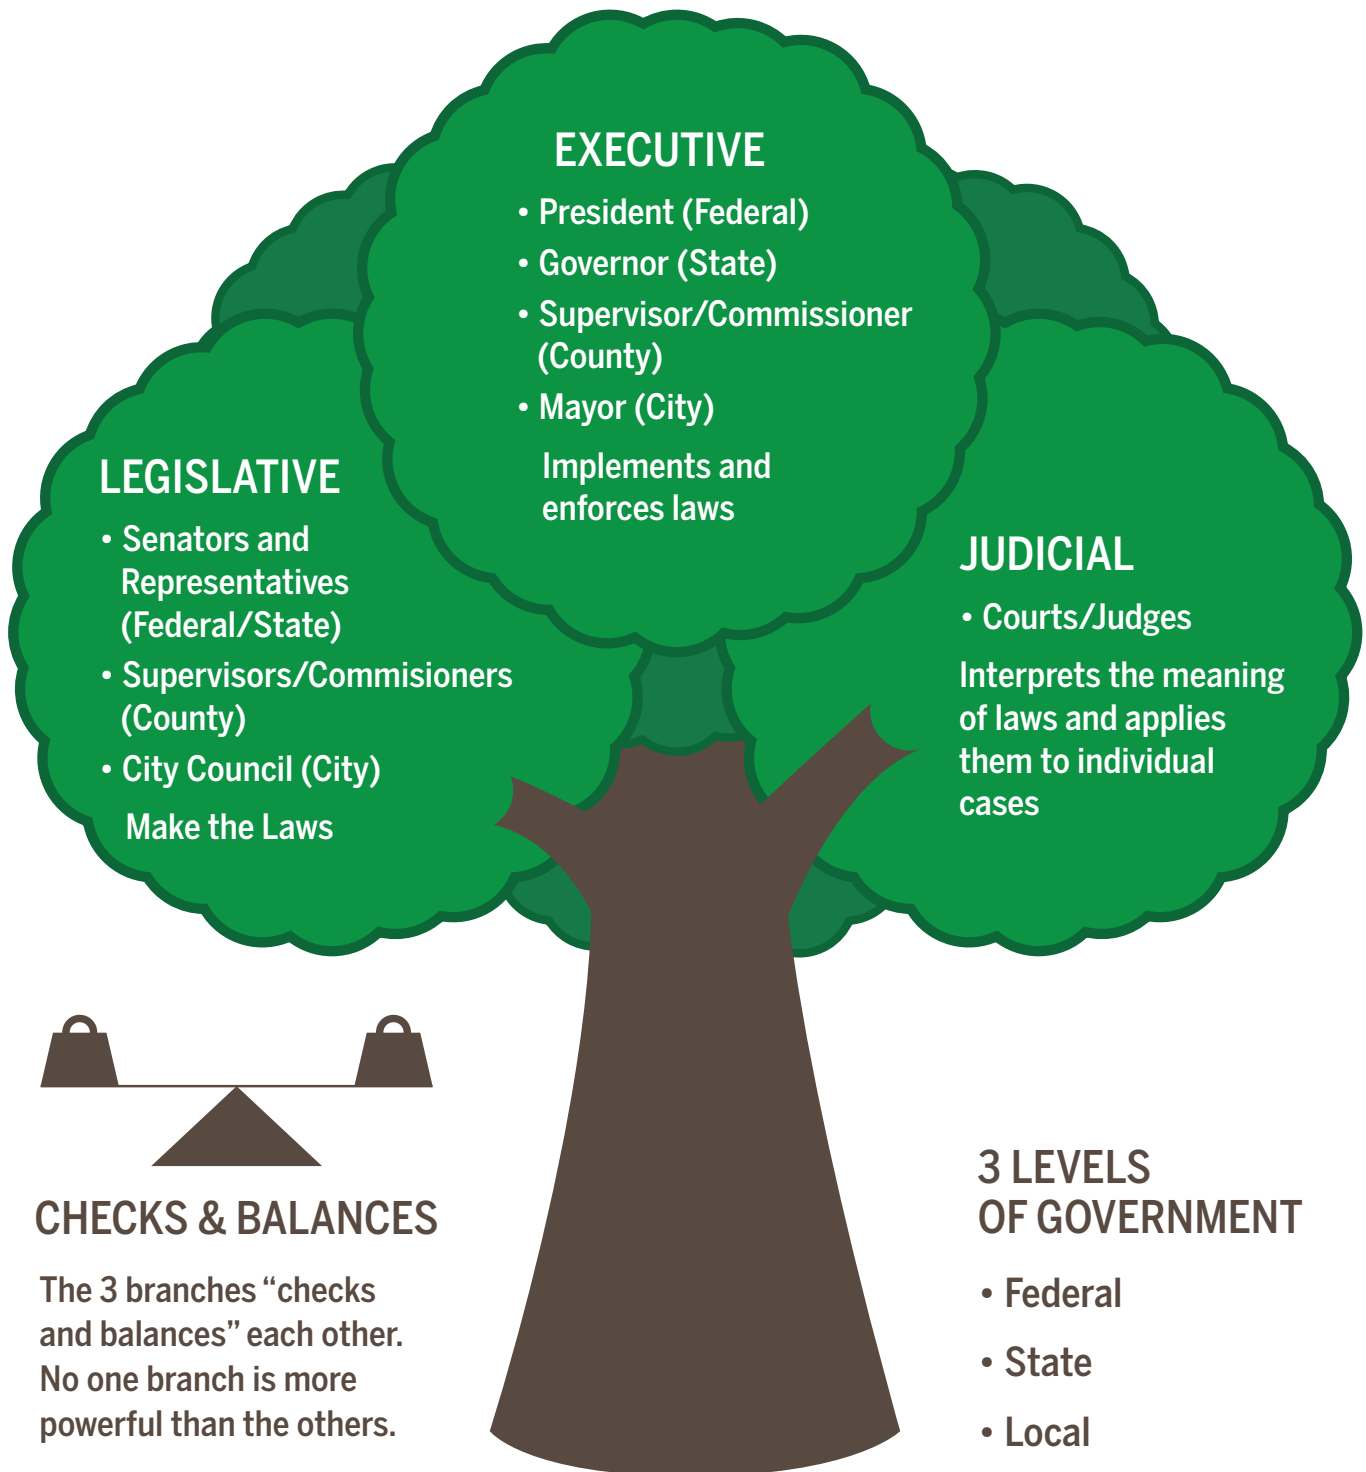 EXECUTIVE
• President (Federal)
• Governor (State)
• Supervisor/Commissioner
(County)
• Mayor (City)
Implements and
enforces laws
LEGISLATIVE
• Senators and
Representatives
(Federal/State)
• Supervisors/Commisioners
(County)
• City Council (City)
Make the Laws
JUDICIAL
• Courts/Judges
Interprets the meaning
of laws and applies
them to individual
cases
CHECKS & BALANCES
The 3 branches “checks
and balances” each other.
No one branch is more
powerful than the others.
3 LEVELS
OF GOVERNMENT
• Federal
• State
• Local